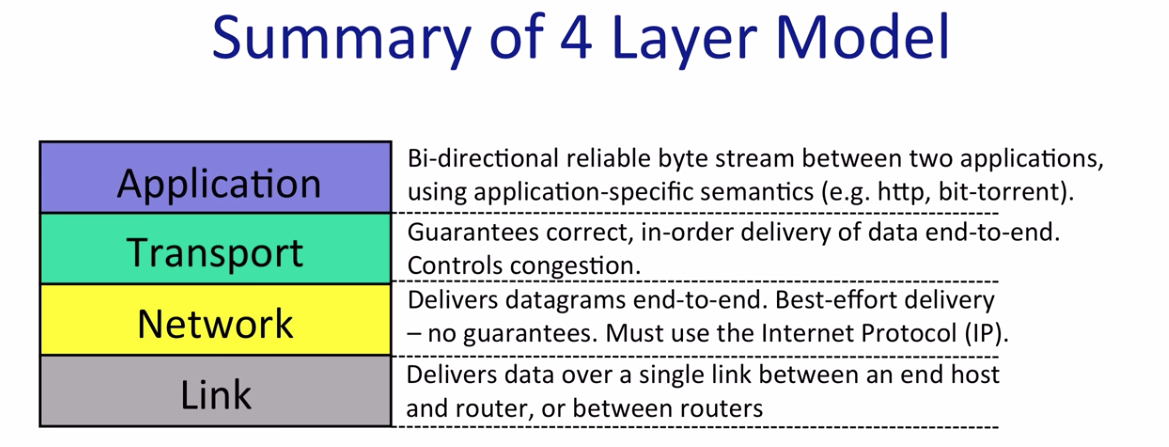 Summary of 4 Layer Model
Application
Bi-directional reliable byte stream between two applications,
using application-specific semantics (e.g. http, bit-torrent).
Transport
Guarantees correct, in-order delivery of data end-to-end.
Controls congestion.
Network
Delivers datagrams end-to-end. Best-effort delivery
– no guarantees. Must use the Internet Protocol (IP).
Link
Delivers data over a single link between an end host
and router, or between routers